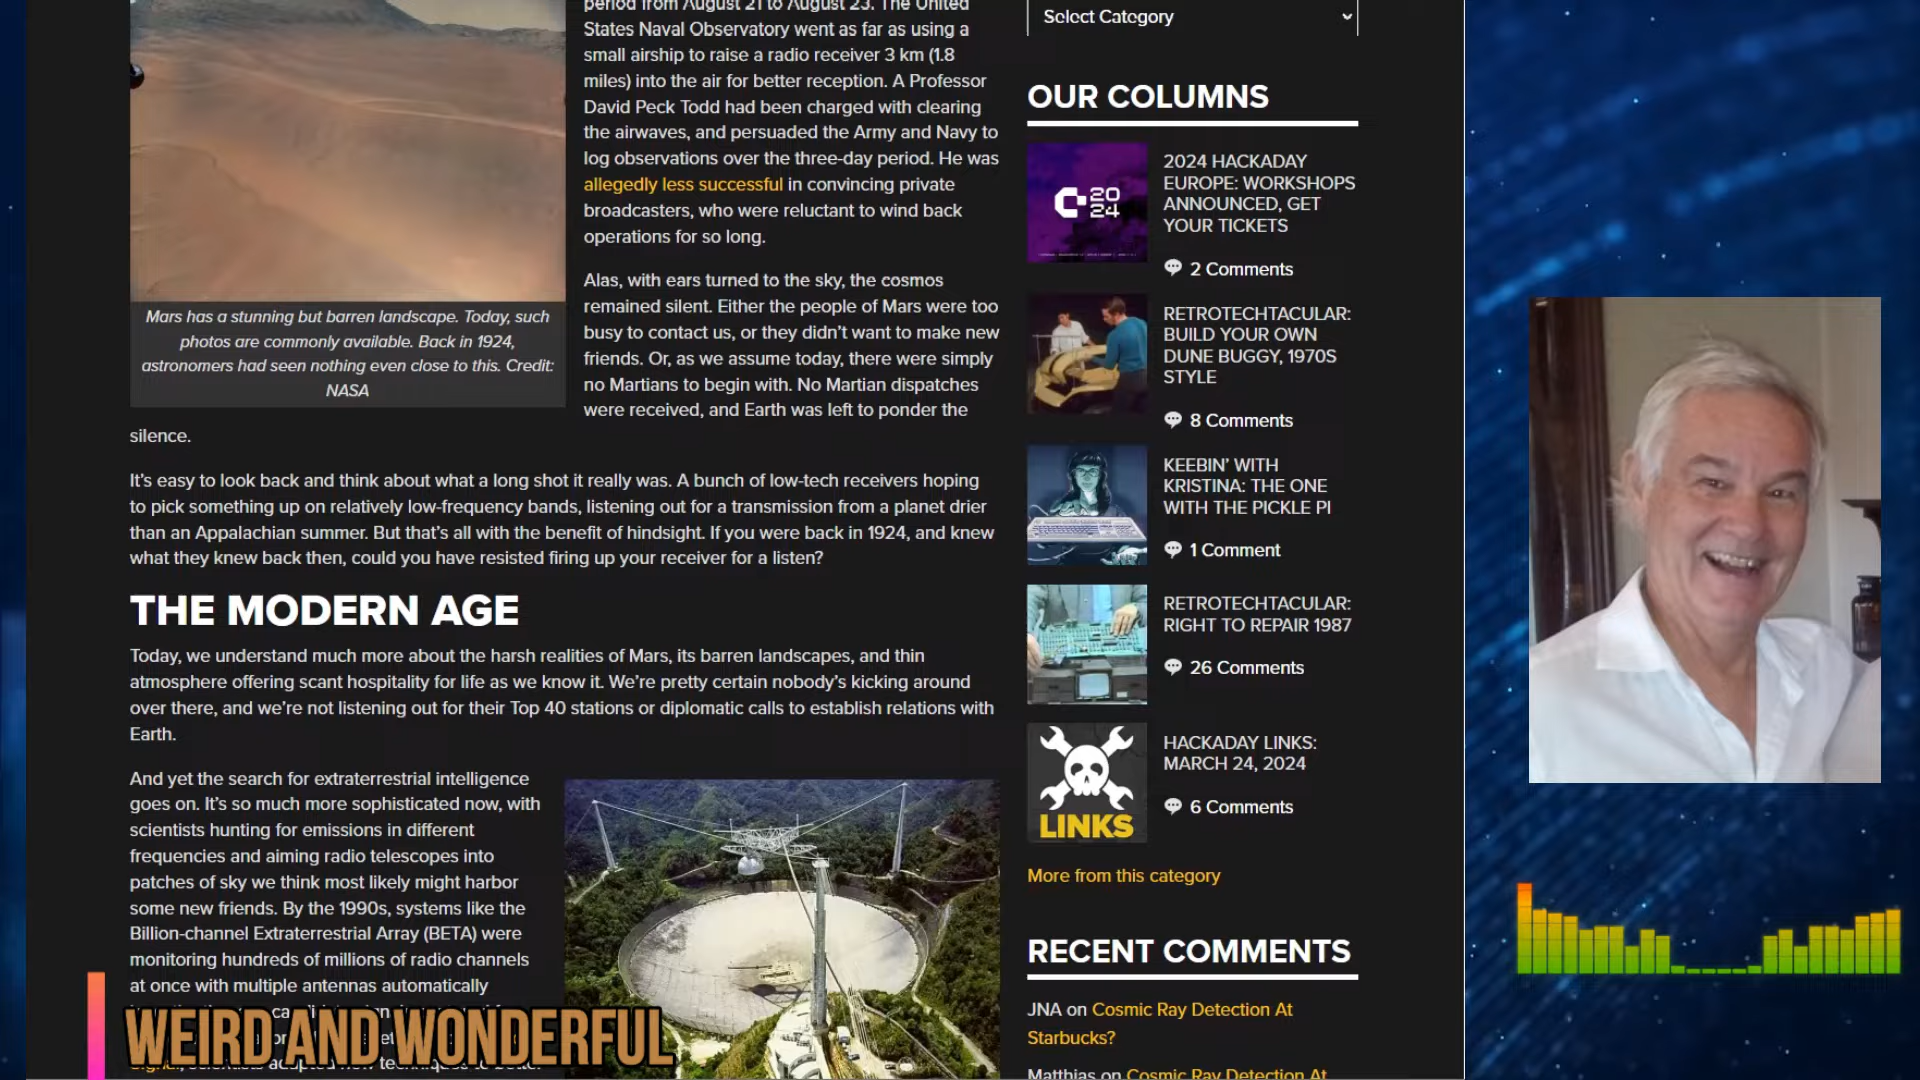 period from August 21 to August 23. The United
States Naval Observatory went as far as using a
small airship to raise a radio receiver 3 km (1.8
miles) into the air for better reception. A Professor
David Peck Todd had been charged with clearing
the airwaves, and persuaded the Army and Navy to
log observations over the three-day period. He was
allegedly less successful in convincing private
broadcasters, who were reluctant to wind back
operations for so long.
Mars has a stunning but barren landscape. Today, such
photos are commonly available. Back in 1924,
astronomers had seen nothing even close to this. Credit:
NASA
Alas, with ears turned to the sky, the cosmos
remained silent. Either the people of Mars were too
busy to contact us, or they didn't want to make new
friends. Or, as we assume today, there were simply
no Martians to begin with. No Martian dispatches
were received, and Earth was left to ponder the
silence.
It's easy to look back and think about what a long shot it really was. A bunch of low-tech receivers hoping
to pick something up on relatively low-frequency bands, listening out for a transmission from a planet drier
than an Appalachian summer. But that's all with the benefit of hindsight. If you were back in 1924, and knew
what they knew back then, could you have resisted firing up your receiver for a listen?
THE MODERN AGE
Today, we understand much more about the harsh realities of Mars, its barren landscapes, and thin
atmosphere offering scant hospitality for life as we know it. We're pretty certain nobody's kicking around
over there, and we're not listening out for their Top 40 stations or diplomatic calls to establish relations with
Earth.
And yet the search for extraterrestrial intelligence
goes on. It's so much more sophisticated now, with
scientists hunting for emissions in different
frequencies and aiming radio telescopes into
patches of sky we think most likely might harbor
some new friends. By the 1990s, systems like the
Billion-channel Extraterrestrial Array (BETA) were
monitoring hundreds of millions of radio channels
at once with multiple antennas automatically
WEIRD AND WONDERFUL
Select Category
OUR COLUMNS
20
24
2024 HACKADAY
EUROPE: WORKSHOPS
ANNOUNCED, GET
YOUR TICKETS
2 Comments
RETROTECHTACULAR:
BUILD YOUR OWN
DUNE BUGGY, 1970S
STYLE
8 Comments
KEEBIN' WITH
KRISTINA: THE ONE
WITH THE PICKLE PI
1 Comment
RETROTECHTACULAR:
RIGHT TO REPAIR 1987
26 Comments
LINKS
HACKADAY LINKS:
MARCH 24, 2024
6 Comments
More from this category
RECENT COMMENTS
JNA on Cosmic Ray Detection At
Starbucks?
Matthias on Cosmic Ray Detection At